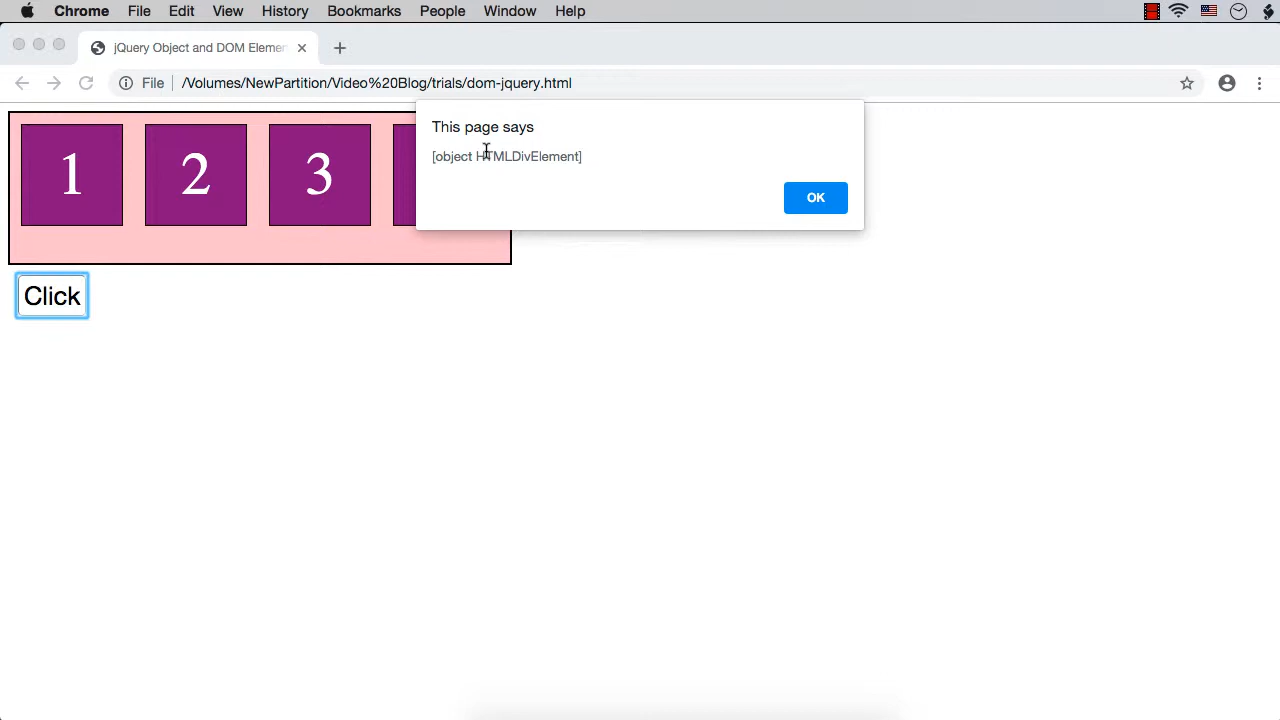 Chrome File Edit View History Bookmarks People Window Help
jQuery Object and DOM Elemen
File /Volumes/NewPartition/Video%20Blog/trials/dom-jquery.html
This page says
[object HTMLDivElement]
OK
1 2 3
Click